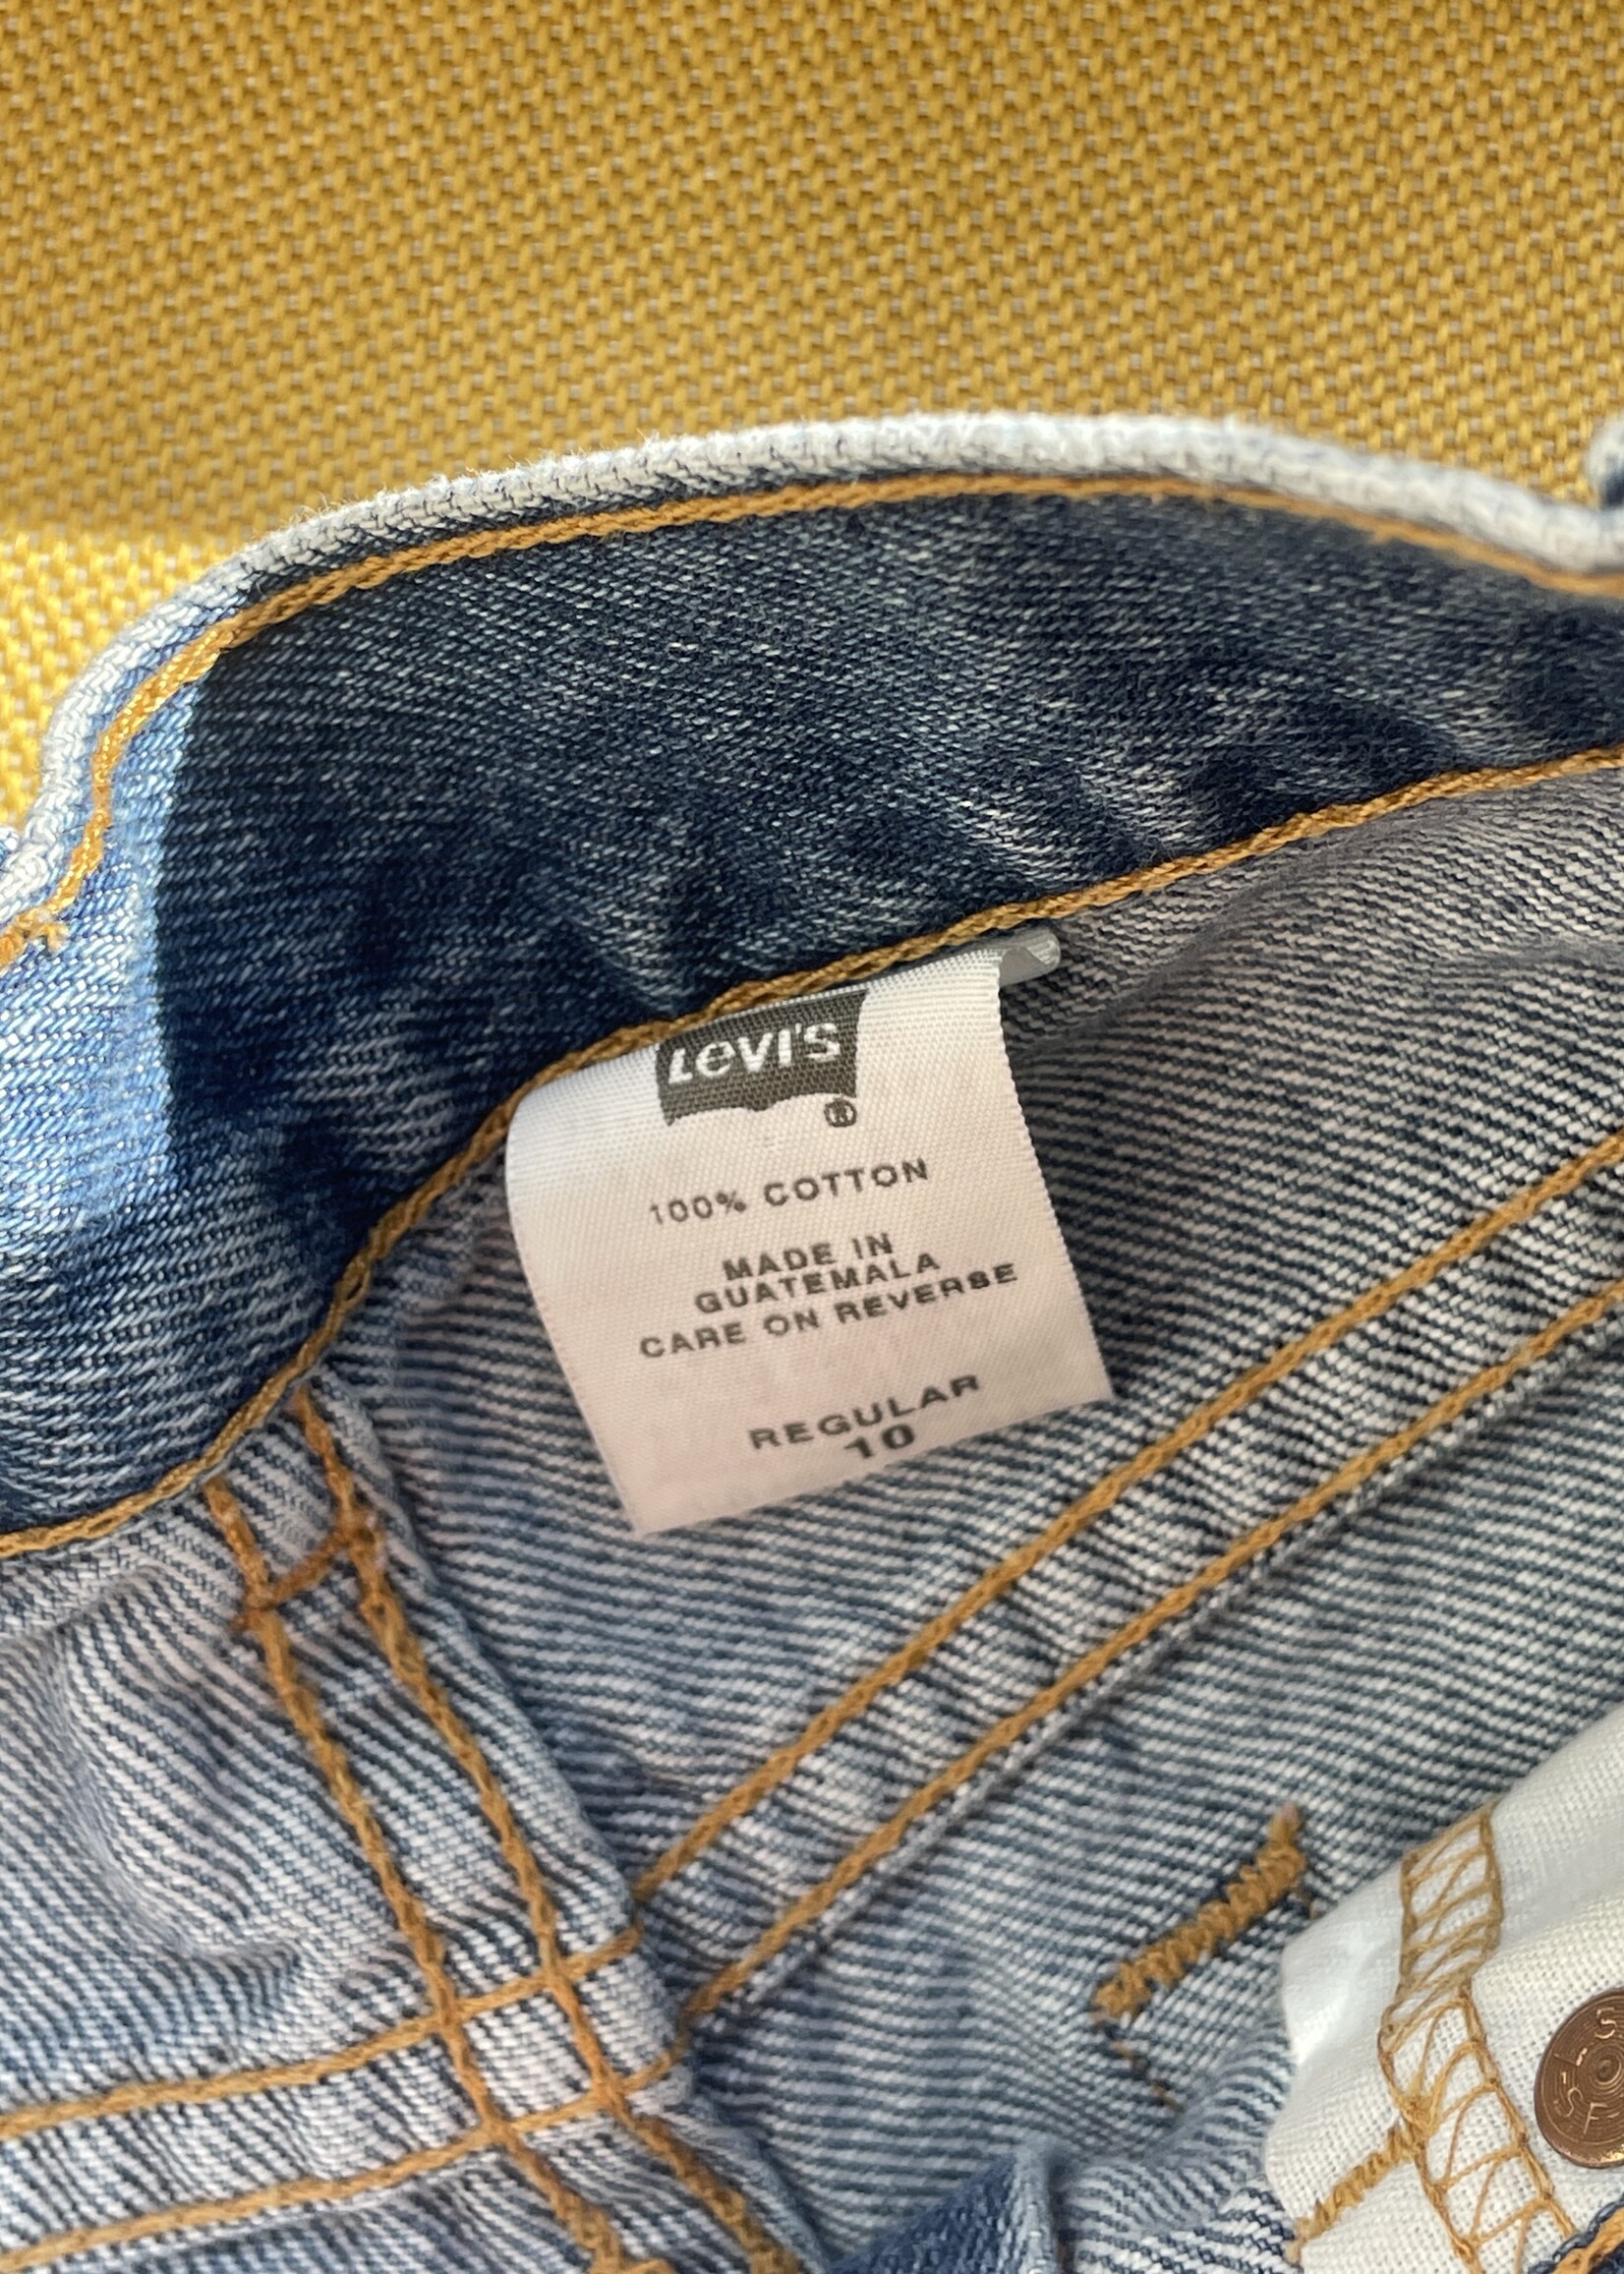 LEVI'S
®
100% COTTON
MADE IN
GUATEMALA
CARE ON REVERSE
REGULAR
10